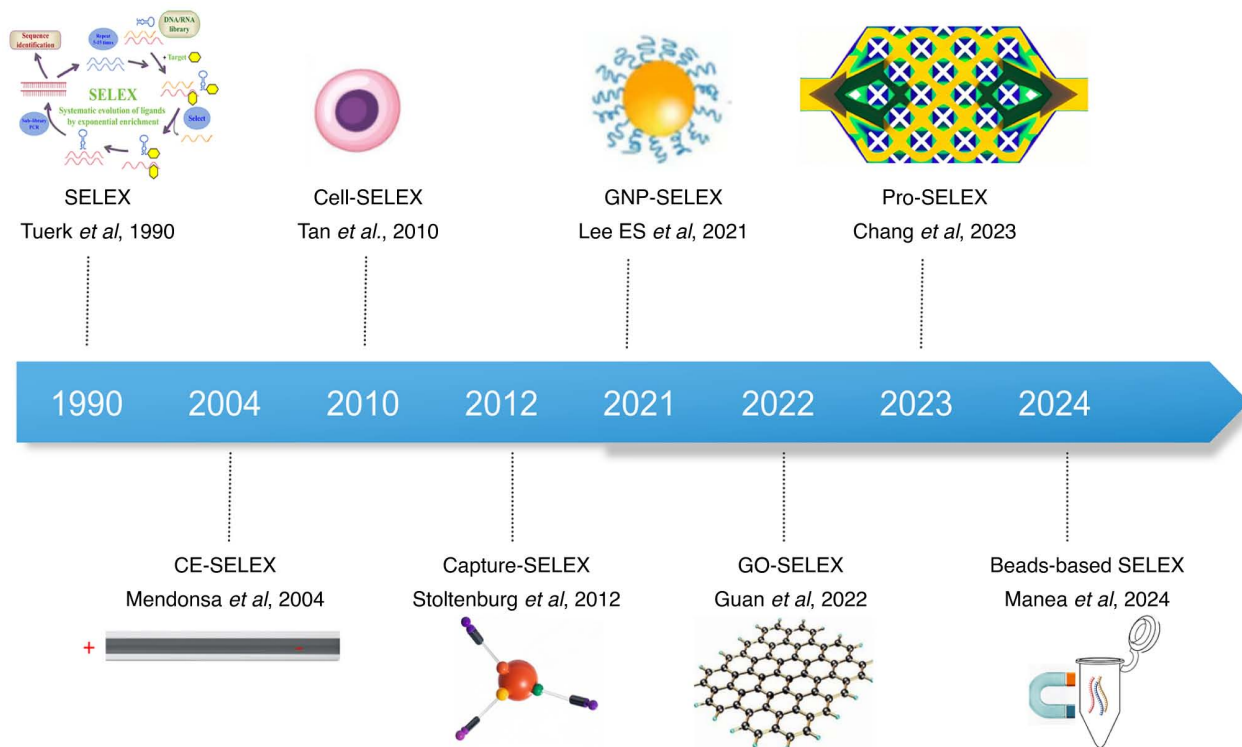 DNA/RNA
library
Sequence
identification
Repeat
5-15 times
+ Target
SELEX
Systematic evolution of ligands
by exponential enrichment
Sub-library
PCR
Select
SELEX
Tuerk et al, 1990
Cell-SELEX
Tan et al., 2010
GNP-SELEX
Lee ES et al, 2021
Pro-SELEX
Chang et al, 2023
1990 2004 2010 2012 2021 2022 2023 2024
CE-SELEX
Mendonsa et al, 2004
+ -
Capture-SELEX
Stoltenburg et al, 2012
GO-SELEX
Guan et al, 2022
Beads-based SELEX
Manea et al, 2024